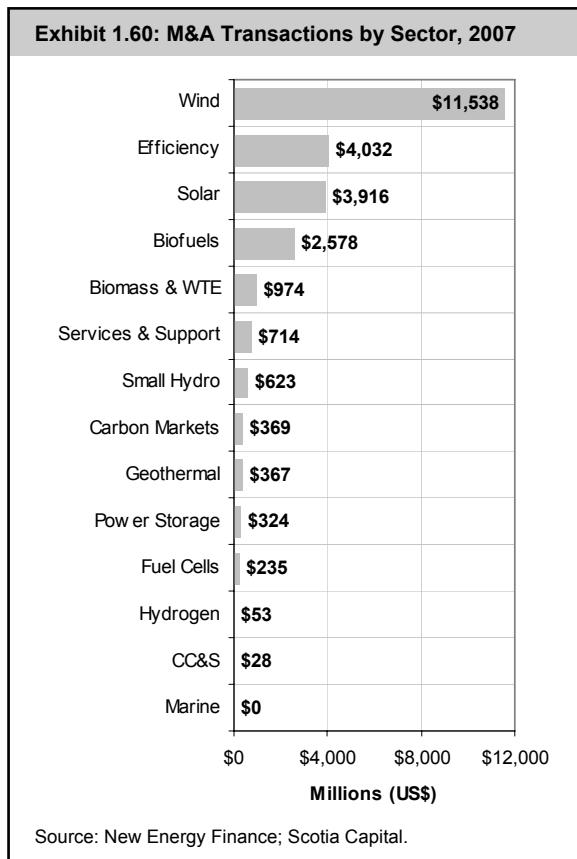 Exhibit 1.60: M&A Transactions by Sector, 2007
Wind $11,538
Efficiency $4,032
Solar $3,916
Biofuels $2,578
Biomass & WTE $974
Services & Support $714
Small Hydro $623
Carbon Markets $369
Geothermal $367
Power Storage $324
Fuel Cells $235
Hydrogen $53
CC&S $28
Marine $0
$0 $4,000 $8,000 $12,000
Millions (US$)
Source: New Energy Finance; Scotia Capital.